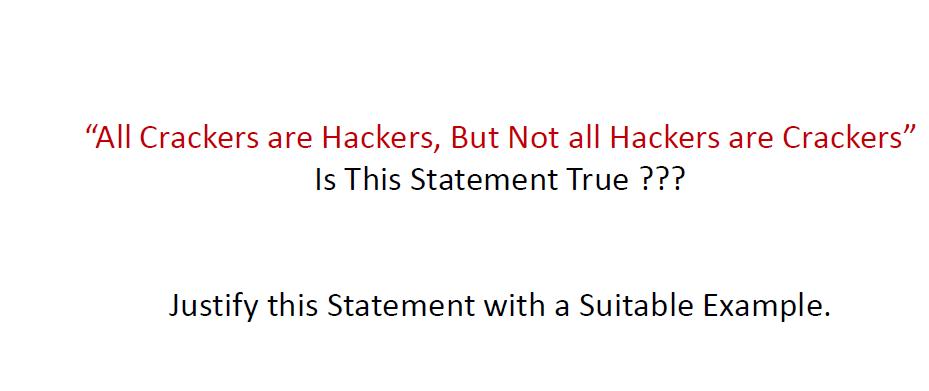 “All Crackers are Hackers, But Not all Hackers are Crackers”
Is This Statement True ???
Justify this Statement with a Suitable Example.